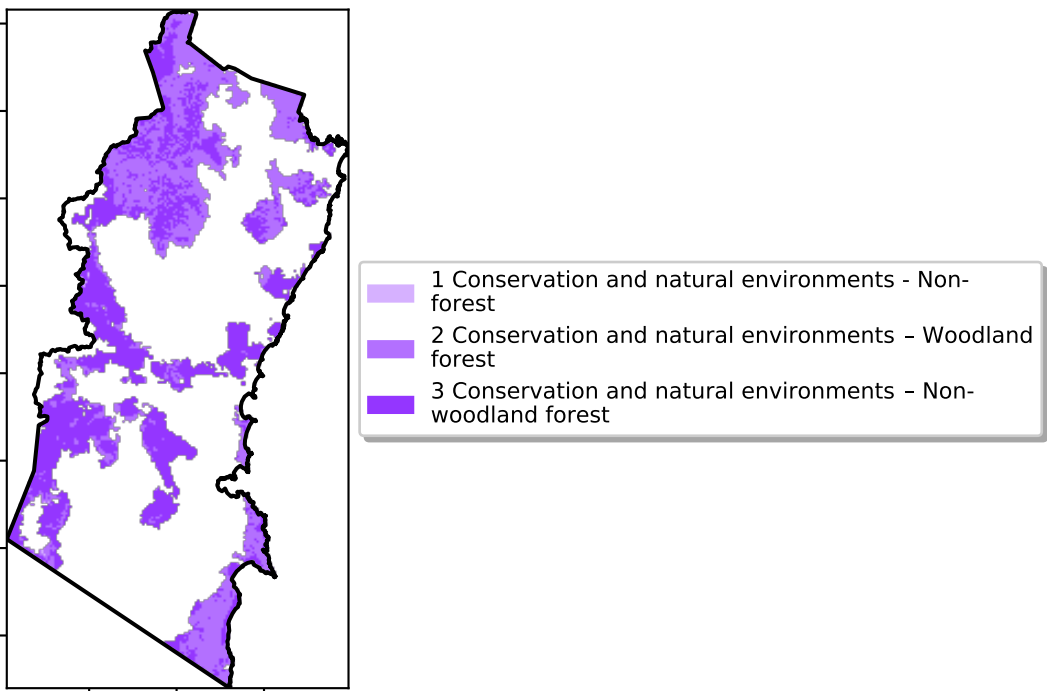 1 Conservation and natural environments - Non-
forest
2 Conservation and natural environments – Woodland
forest
3 Conservation and natural environments – Non-
woodland forest